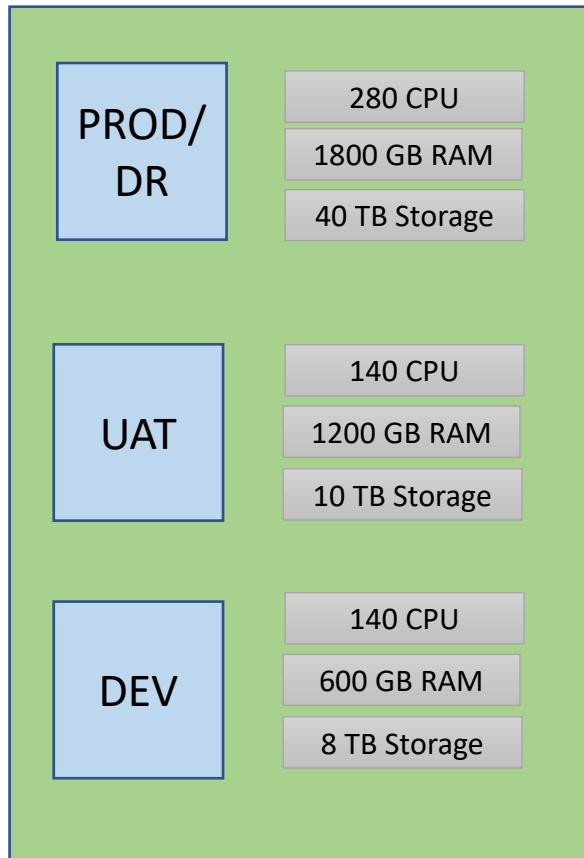 PROD/
DR
280 CPU
1800 GB RAM
40 TB Storage
UAT
140 CPU
1200 GB RAM
10 TB Storage
DEV
140 CPU
600 GB RAM
8 TB Storage